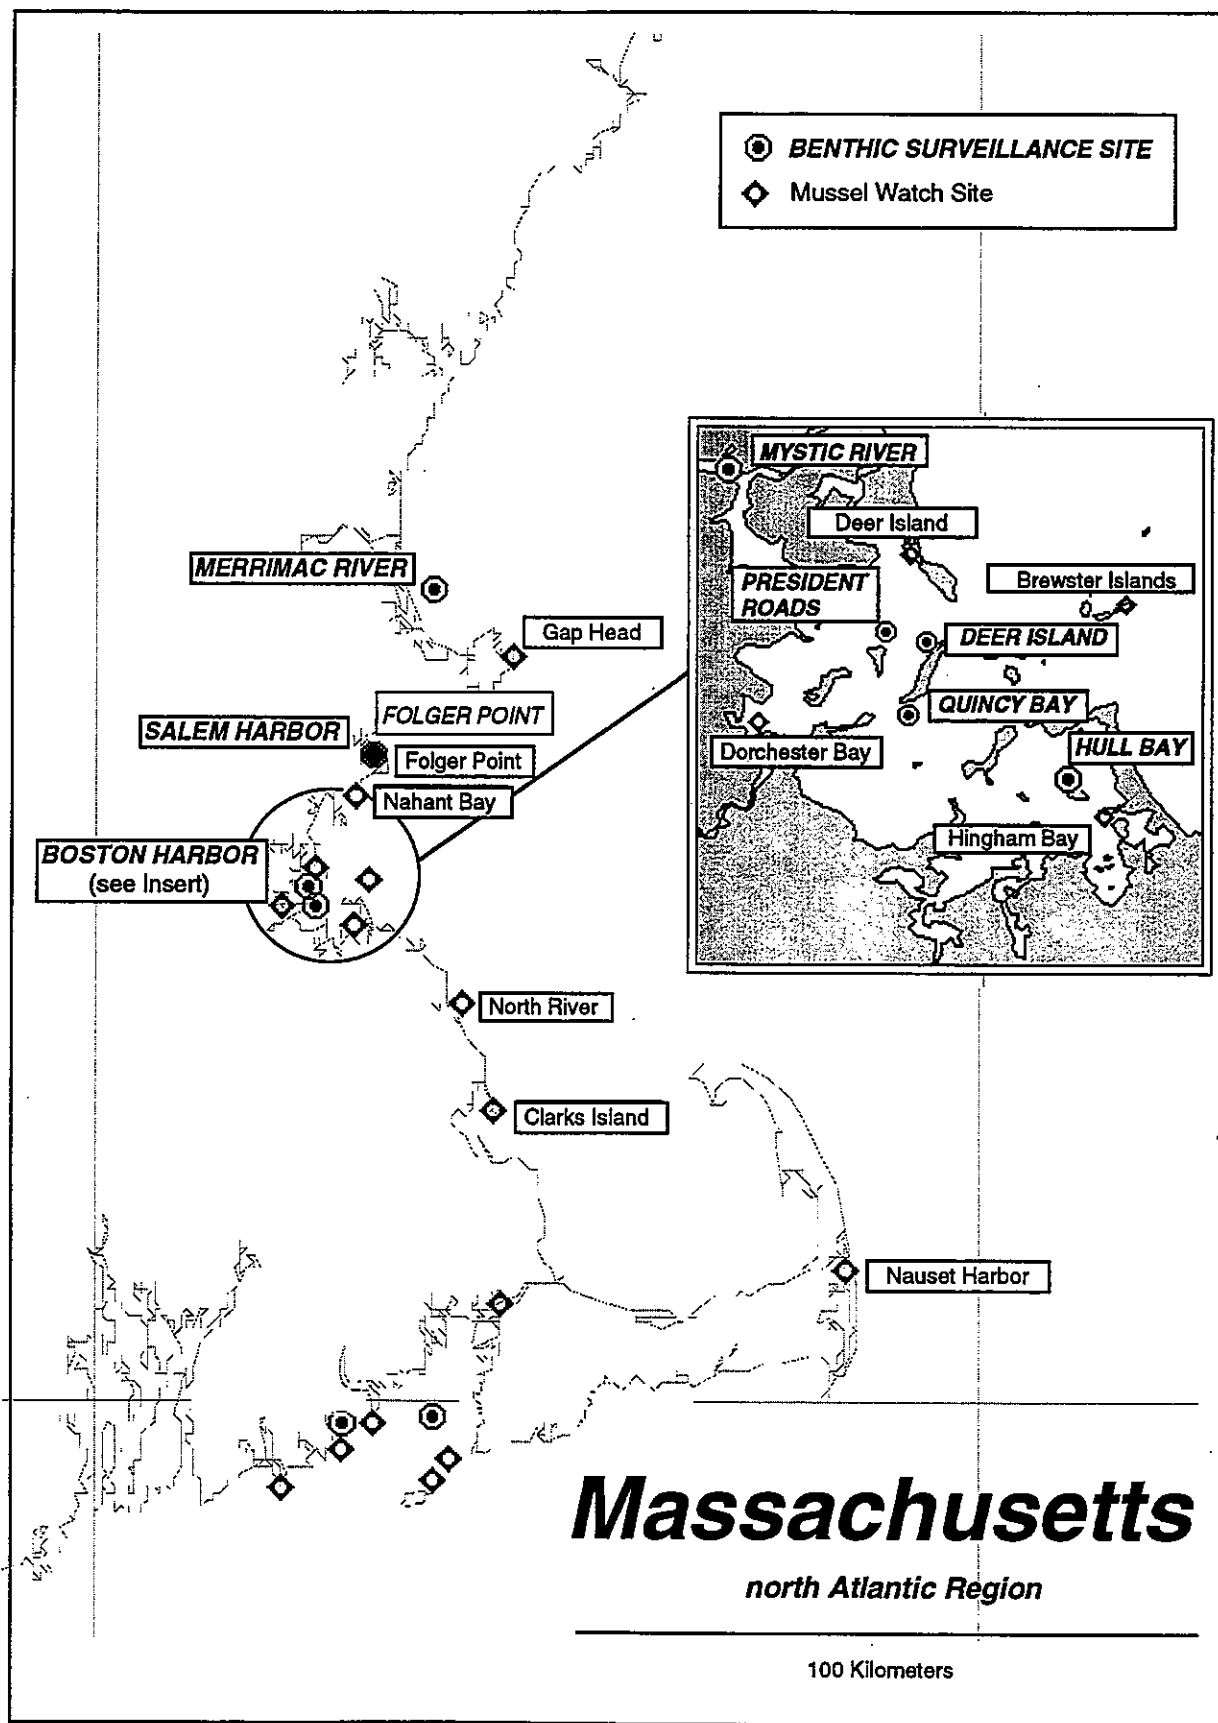 BENTHIC SURVEILLANCE SITE
Mussel Watch Site
MYSTIC RIVER
Deer Island
PRESIDENT
ROADS
Brewster Islands
DEER ISLAND
QUINCY BAY
Dorchester Bay
HULL BAY
Hingham Bay
MERRIMAC RIVER
Gap Head
FOLGER POINT
SALEM HARBOR
Folger Point
Nahant Bay
BOSTON HARBOR
(see Insert)
North River
Clarks Island
Nauset Harbor
Massachusetts
north Atlantic Region
100 Kilometers